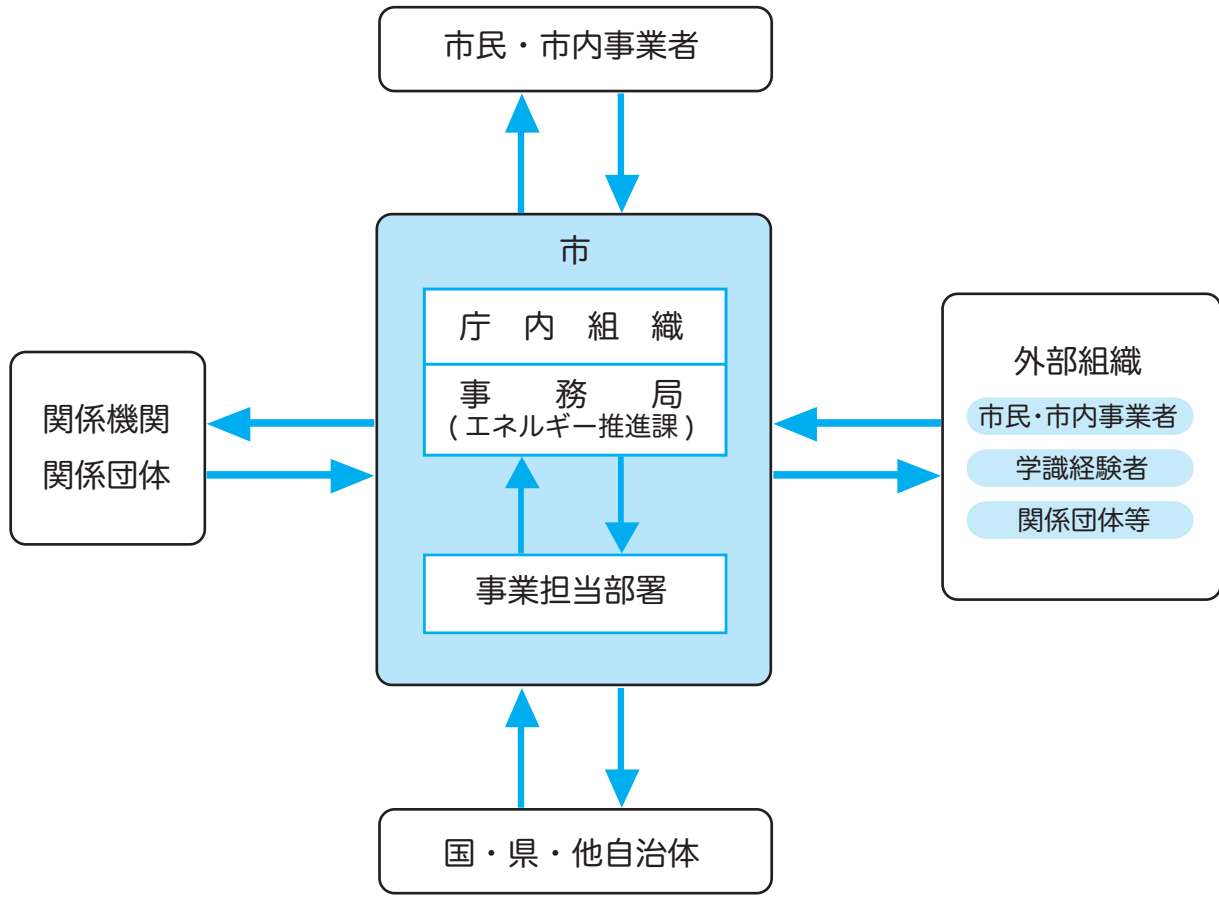 市民・市内事業者
市
庁内組織
事務局
(エネルギー推進課)
事業担当部署
関係機関
関係団体
外部組織
市民・市内事業者
学識経験者
関係団体等
国・県・他自治体